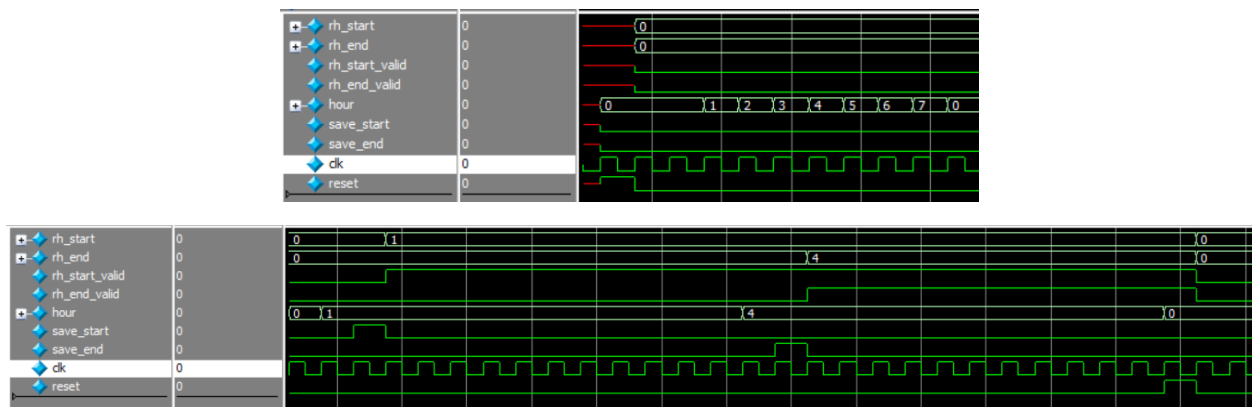 rh_start 0 0
rh_end 0 0
rh_start_valid 0
rh_end_valid 0
hour 0 0 1 2 3 4 5 6 7 0
save_start 0
save_end 0
clk 0
reset 0
rh_start 0 0 1 0
rh_end 0 0 4 0
rh_start_valid 0
rh_end_valid 0
hour 0 0 1 4 0
save_start 0
save_end 0
clk 0
reset 0